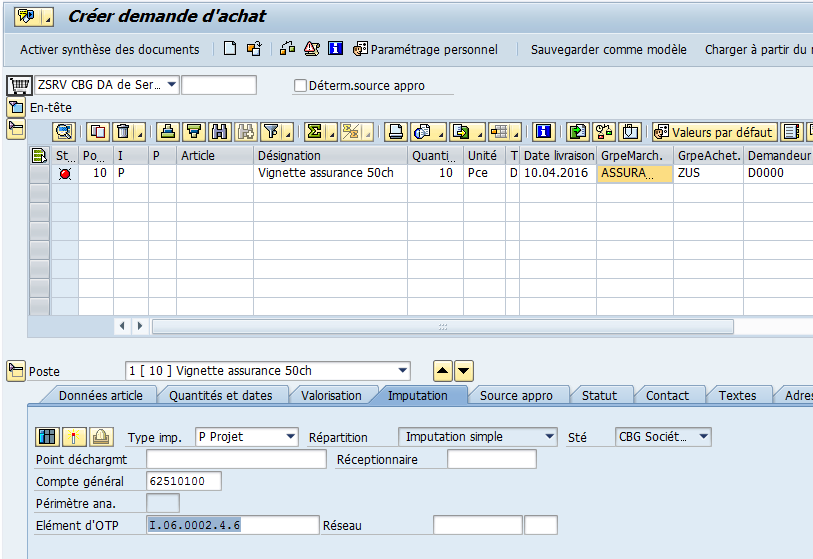 Créer demande d'achat
Activer synthèse des documents Paramétrage personnel Sauvegarder comme modèle Charger à partir du
ZSRV CBG DA de Ser... Déterm.source appro
En-tête
Valeurs par défaut
St... Po... I P Article Désignation Quanti... Unité T Date livraison GrpeMarch. GrpeAchet. Demandeur
10 P Vignette assurance 50ch 10 Pce D 10.04.2016 ASSURA... ZUS D0000
Poste 1 [ 10 ] Vignette assurance 50ch
Données article Quantités et dates Valorisation Imputation Source appro Statut Contact Textes Adres
Type imp. P Projet Répartition Imputation simple Sté CBG Sociét...
Point déchargmt Réceptionnaire
Compte général 62510100
Périmètre ana.
Elément d'OTP I.06.0002.4.6 Réseau